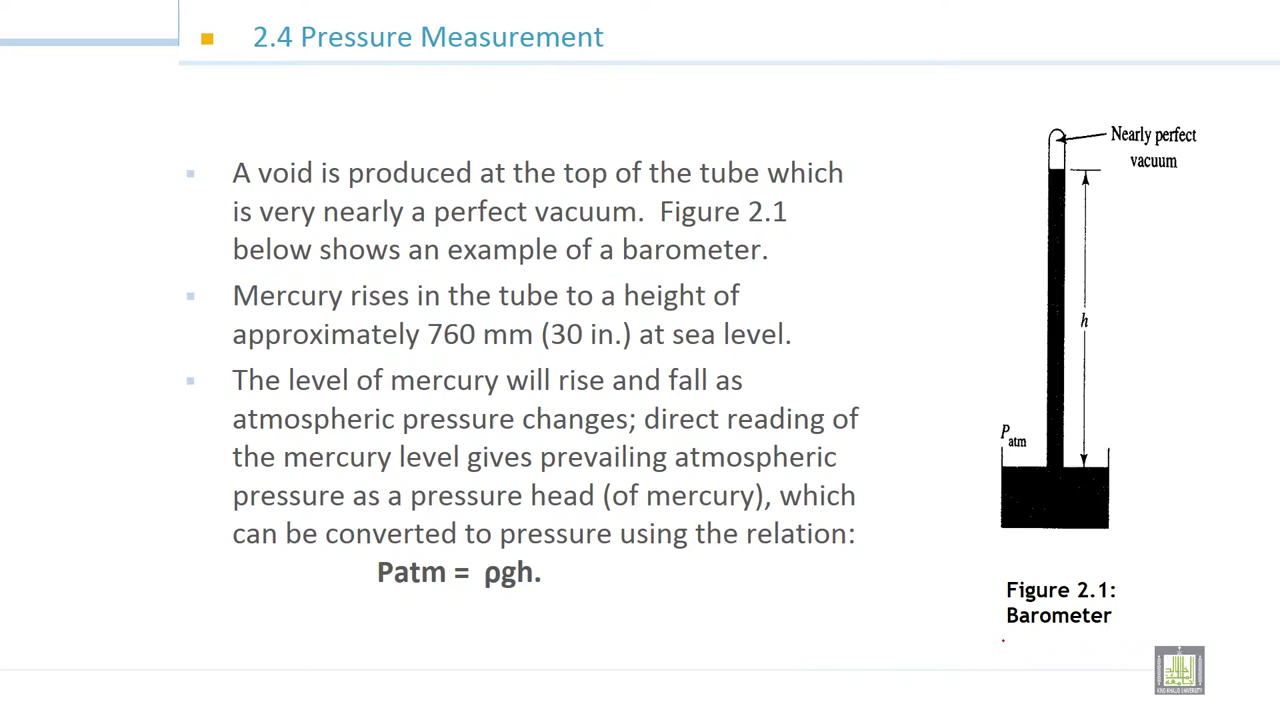 2.4 Pressure Measurement
A void is produced at the top of the tube which
is very nearly a perfect vacuum. Figure 2.1
below shows an example of a barometer.
Mercury rises in the tube to a height of
approximately 760 mm (30 in.) at sea level.
The level of mercury will rise and fall as
atmospheric pressure changes; direct reading of
the mercury level gives prevailing atmospheric
pressure as a pressure head (of mercury), which
can be converted to pressure using the relation:
Patm = ρgh.
Nearly perfect
vacuum
h
P
atm
Figure 2.1:
Barometer
KING KHALID UNIVERSITY